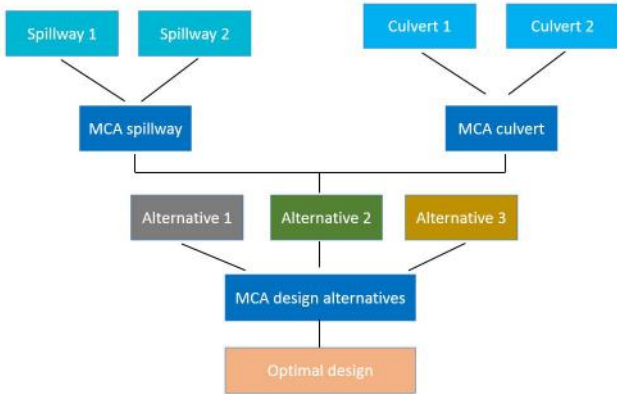 Spillway 1
Spillway 2
Culvert 1
Culvert 2
MCA spillway
MCA culvert
Alternative 1
Alternative 2
Alternative 3
MCA design alternatives
Optimal design